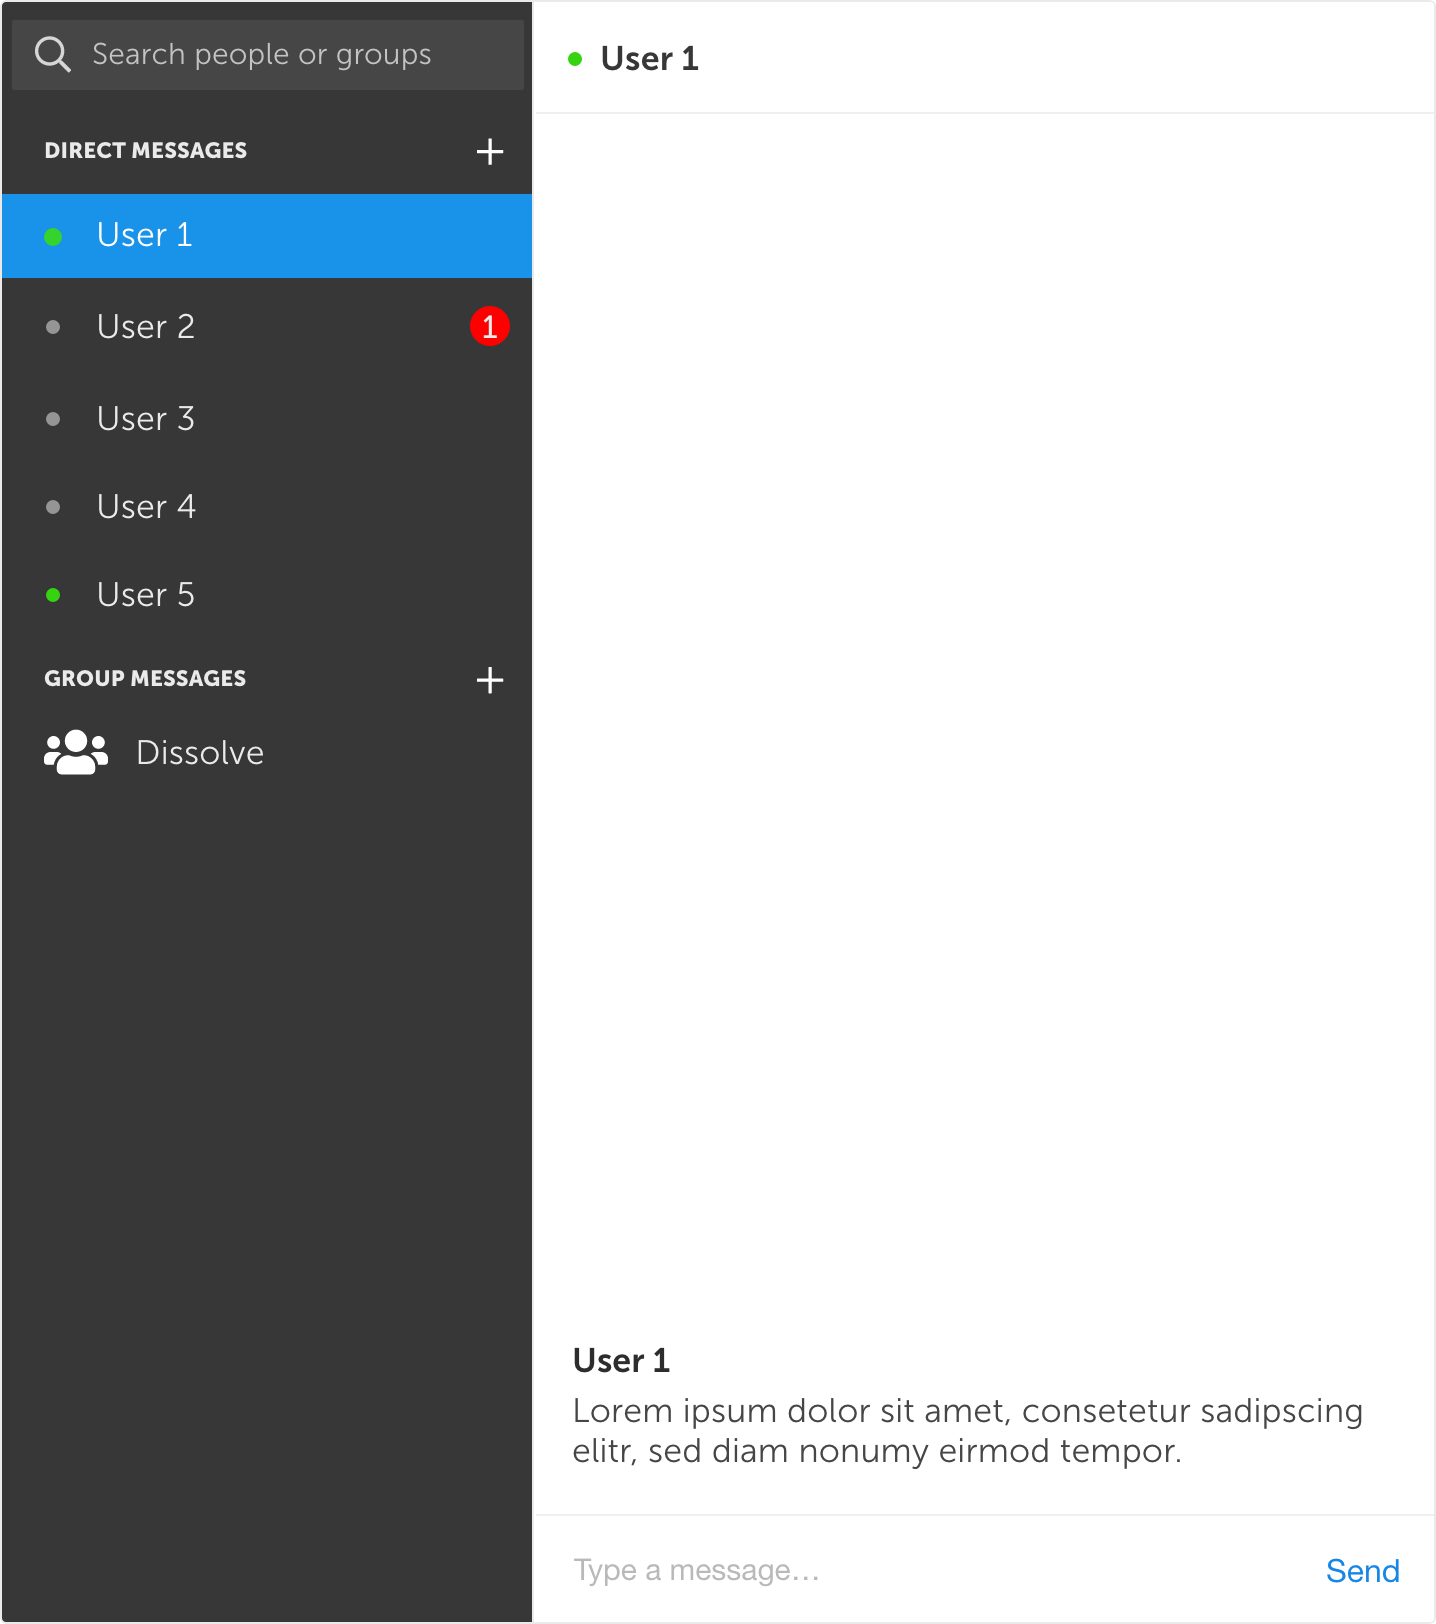 Search people or groups
DIRECT MESSAGES
User 1
User 2
1
User 3
User 4
User 5
GROUP MESSAGES
Dissolve
User 1
User 1
Lorem ipsum dolor sit amet, consetetur sadipscing
elitr, sed diam nonumy eirmod tempor.
Type a message...
Send